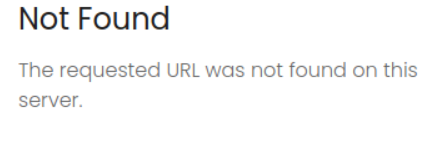 Not Found
The requested URL was not found on this
server.